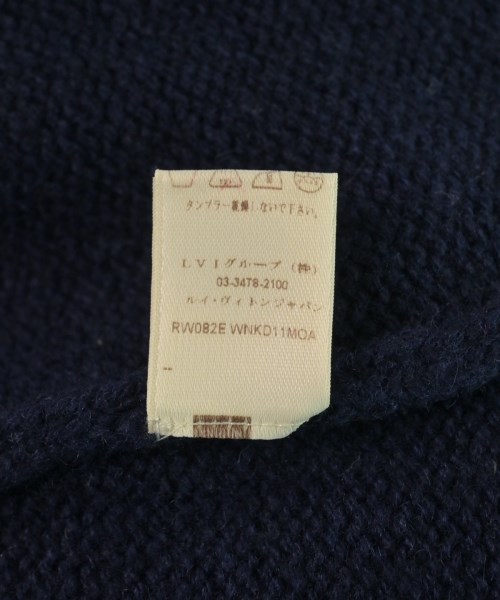 タンブラー乾燥しないで下さい。
LVJグループ (株)
03-3478-2100
ルイ・ヴィトンジャパン
RW082E WNKD11MOA